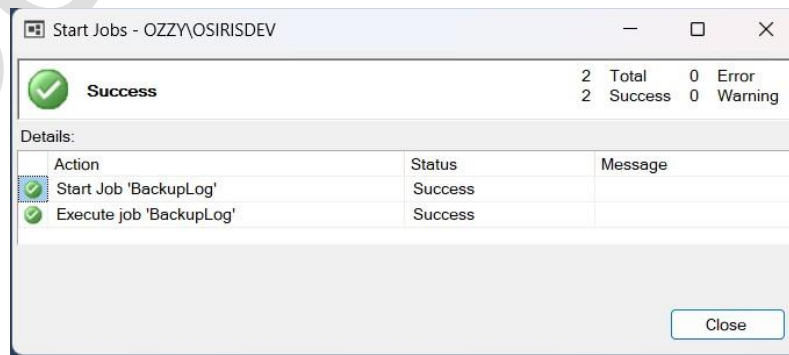 Start Jobs - OZZY\OSIRISDEV
Success
2 Total 0 Error
2 Success 0 Warning
Details:
Action Status Message
Start Job 'BackupLog' Success
Execute job 'BackupLog' Success
Close